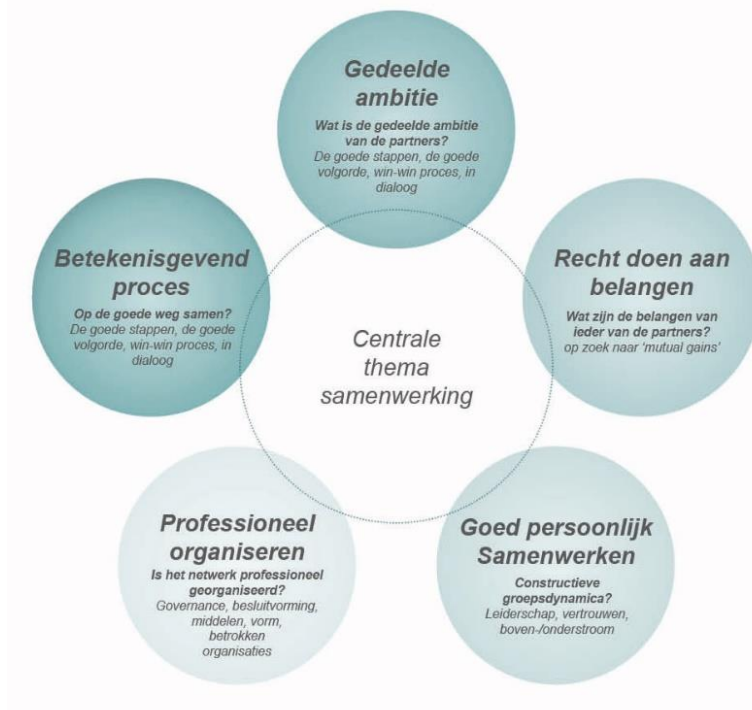 Gedeelde
ambitie
Wat is de gedeelde ambitie
van de partners?
De goede stappen, de goede
volgorde, win-win proces, in
dialoog
Recht doen aan
belangen
Wat zijn de belangen van
ieder van de partners?
op zoek naar 'mutual gains'
Goed persoonlijk
Samenwerken
Constructieve
groepsdynamica?
Leiderschap, vertrouwen,
boven-/onderstroom
Professioneel
organiseren
Is het netwerk professioneel
georganiseerd?
Governance, besluitvorming,
middelen, vorm,
betrokken
organisaties
Betekenisgevend
proces
Op de goede weg samen?
De goede stappen, de goede
volgorde, win-win proces, in
dialoog
Centrale
thema
samenwerking